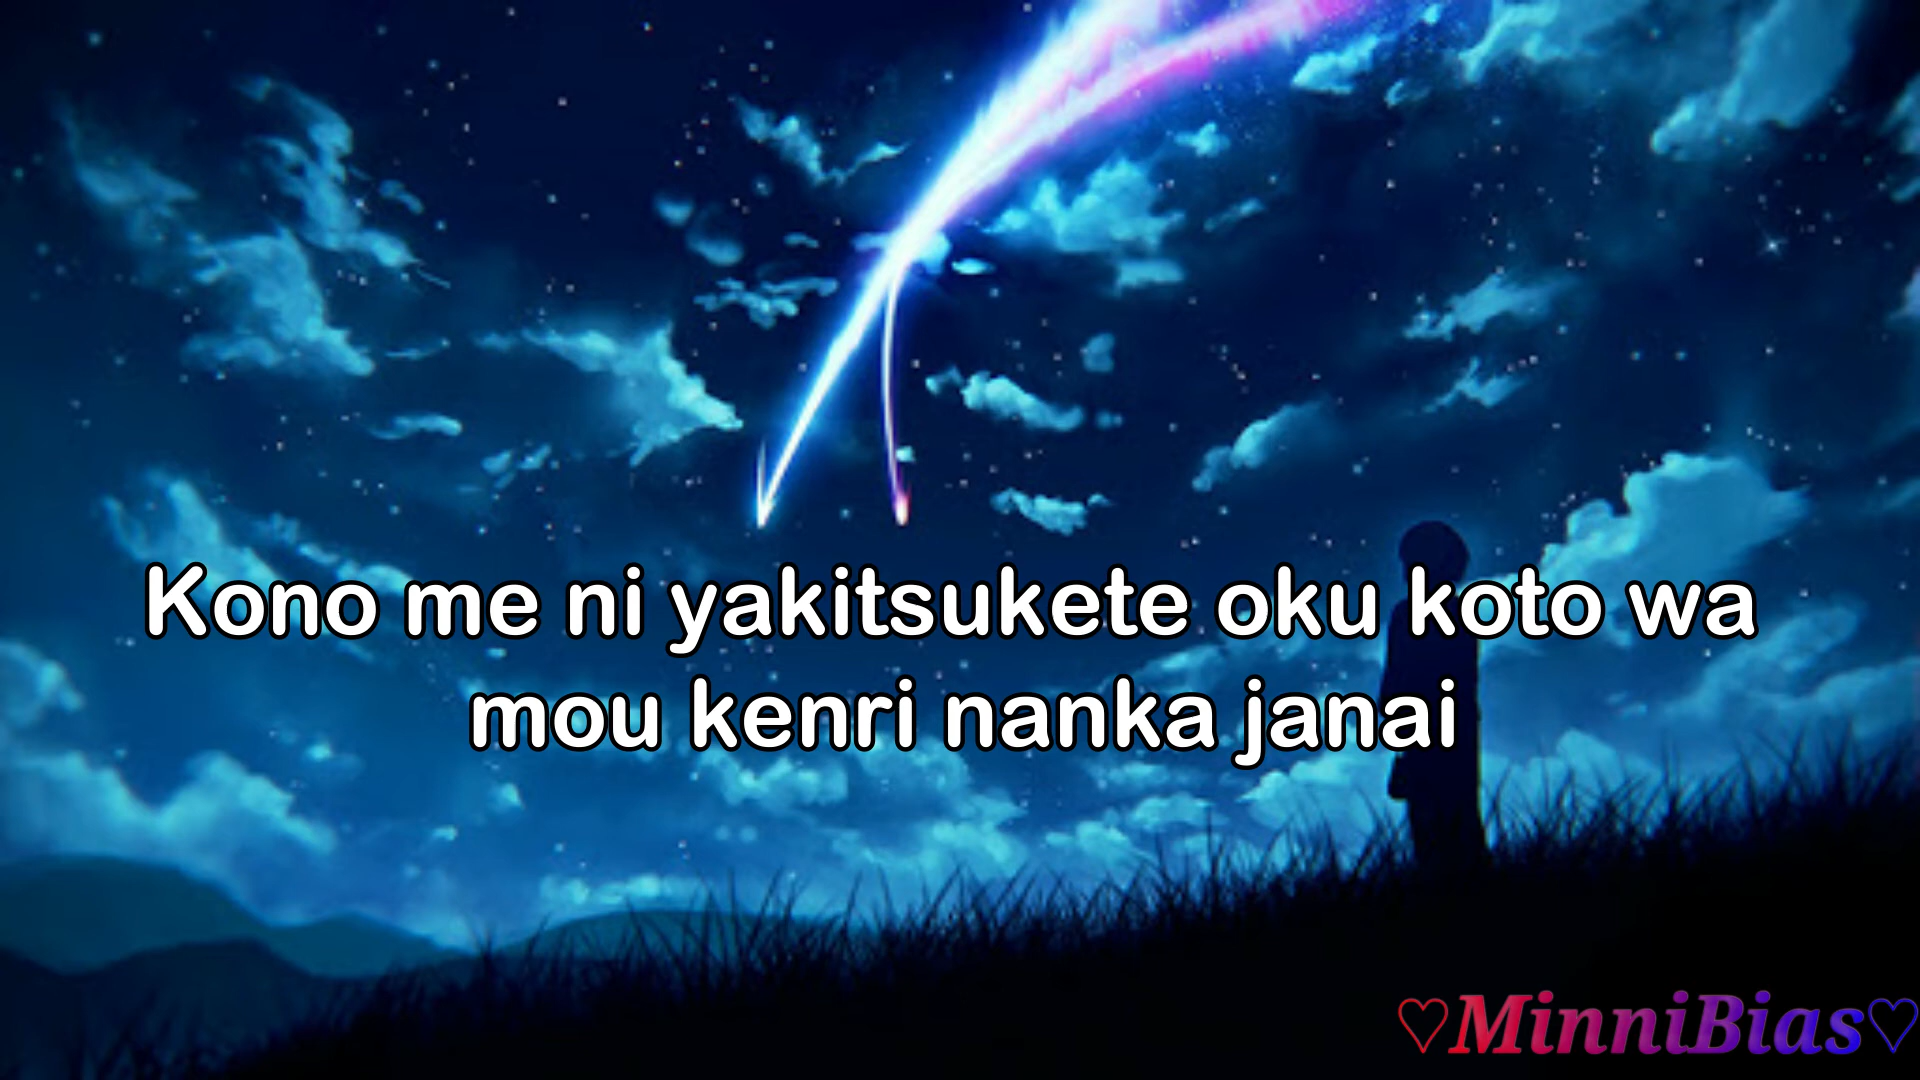 Kono me ni yakitsukete oku koto wa
mou kenri nanka janai
♡MinniBias♡